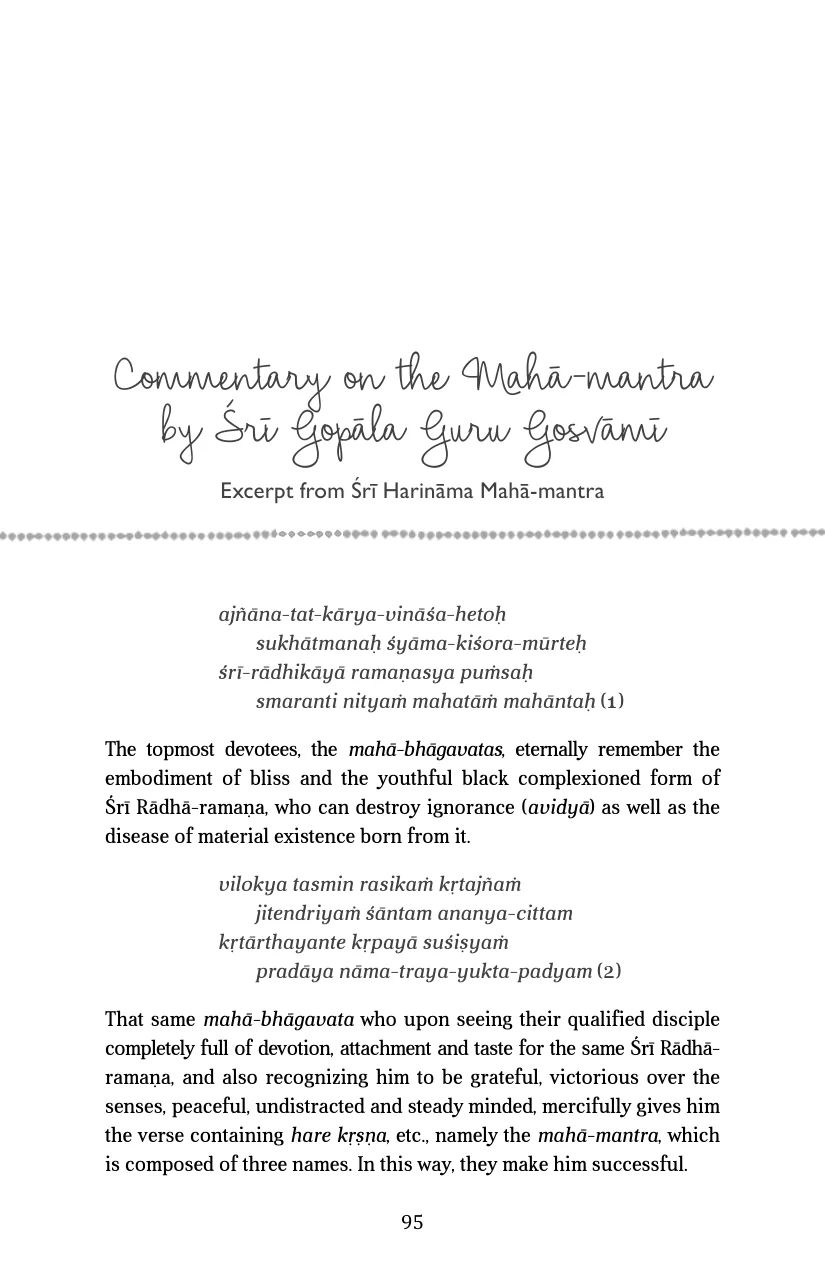 Commentary on the Mahā-mantra
by Śrī Gopāla Guru Gosvāmī
Excerpt from Śrī Harināma Mahā-mantra
ajñāna-tat-kārya-vināśa-hetoḥ
sukhātmanaḥ śyāma-kiśora-mūrteḥ
śrī-rādhikāyā ramaṇasya puṁsaḥ
smaranti nityaṁ mahatāṁ mahāntaḥ (1)
The topmost devotees, the mahā-bhāgavatas, eternally remember the
embodiment of bliss and the youthful black complexioned form of
Śrī Rādhā-ramaṇa, who can destroy ignorance (avidyā) as well as the
disease of material existence born from it.
vilokya tasmin rasikaṁ kṛtajñaṁ
jitendriyaṁ śāntam ananya-cittam
kṛtārthayante kṛpayā suśiṣyaṁ
pradāya nāma-traya-yukta-padyam (2)
That same mahā-bhāgavata who upon seeing their qualified disciple
completely full of devotion, attachment and taste for the same Śrī Rādhā-
ramaṇa, and also recognizing him to be grateful, victorious over the
senses, peaceful, undistracted and steady minded, mercifully gives him
the verse containing hare kṛṣṇa, etc., namely the mahā-mantra, which
is composed of three names. In this way, they make him successful.
95